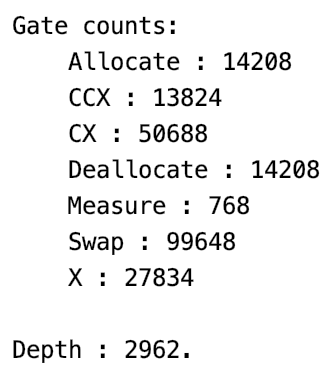 Gate counts:
Allocate : 14208
CCX : 13824
CX : 50688
Deallocate : 14208
Measure : 768
Swap : 99648
X : 27834
Depth : 2962.